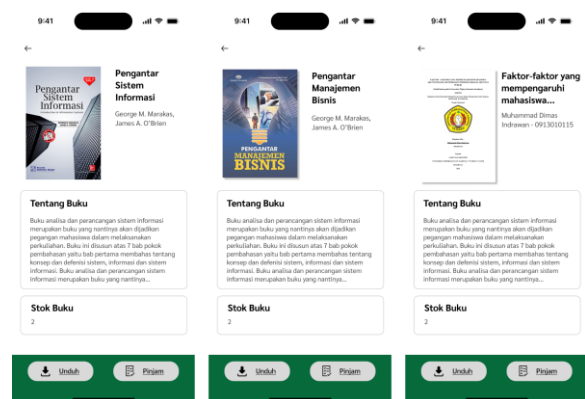 9:41
Pengantar
Sistem
Informasi
George M. Marakas,
James A. O'Brien
Pengantar
Sistem
Informasi
Tentang Buku
Buku analisa dan perancangan sistem informasi
merupakan buku yang nantinya akan dijadikan
pegangan mahasiswa dalam melaksanakan
perkuliahan. Buku ini disusun atas 7 bab pokok
pembahasan yaitu bab pertama membahas tentang
konsep dan defenisi sistem, informasi dan sistem
informasi. Buku analisa dan perancangan sistem
informasi merupakan buku yang nantinya...
Stok Buku
2
Unduh
Pinjam
9:41
Pengantar
Manajemen
Bisnis
George M. Marakas,
James A. O'Brien
PENGANTAR
MANAJEMEN
BISNIS
Tentang Buku
Buku analisa dan perancangan sistem informasi
merupakan buku yang nantinya akan dijadikan
pegangan mahasiswa dalam melaksanakan
perkuliahan. Buku ini disusun atas 7 bab pokok
pembahasan yaitu bab pertama membahas tentang
konsep dan defenisi sistem, informasi dan sistem
informasi. Buku analisa dan perancangan sistem
informasi merupakan buku yang nantinya...
Stok Buku
2
Unduh
Pinjam
9:41
Faktor-faktor yang
mempengaruhi
mahasiswa...
Muhammad Dimas
Indrawan - 0913010115
Tentang Buku
Buku analisa dan perancangan sistem informasi
merupakan buku yang nantinya akan dijadikan
pegangan mahasiswa dalam melaksanakan
perkuliahan. Buku ini disusun atas 7 bab pokok
pembahasan yaitu bab pertama membahas tentang
konsep dan defenisi sistem, informasi dan sistem
informasi. Buku analisa dan perancangan sistem
informasi merupakan buku yang nantinya...
Stok Buku
2
Unduh
Pinjam